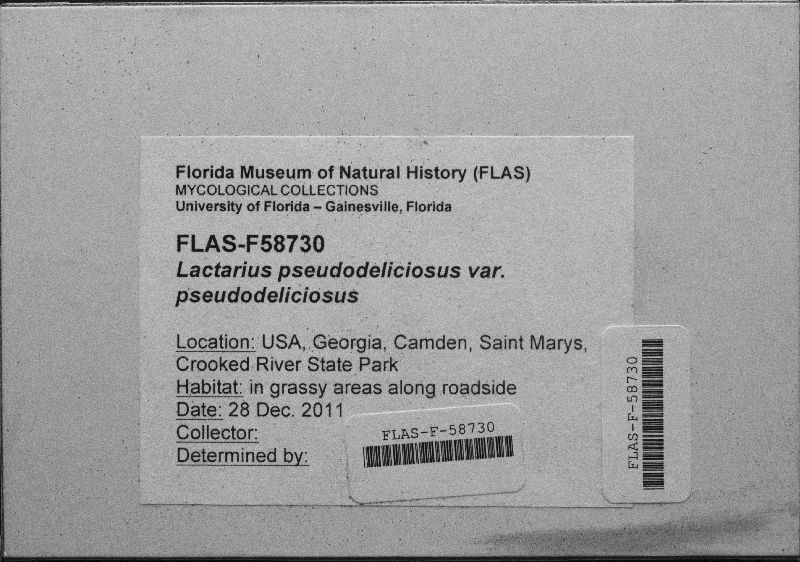 Florida Museum of Natural History (FLAS)
MYCOLOGICAL COLLECTIONS
University of Florida – Gainesville, Florida
FLAS-F58730
Lactarius pseudodeliciosus var.
pseudodeliciosus
Location: USA, Georgia, Camden, Saint Marys,
Crooked River State Park
Habitat: in grassy areas along roadside
Date: 28 Dec. 2011
Collector:
Determined by:
FLAS-F-58730
FLAS-F-58730